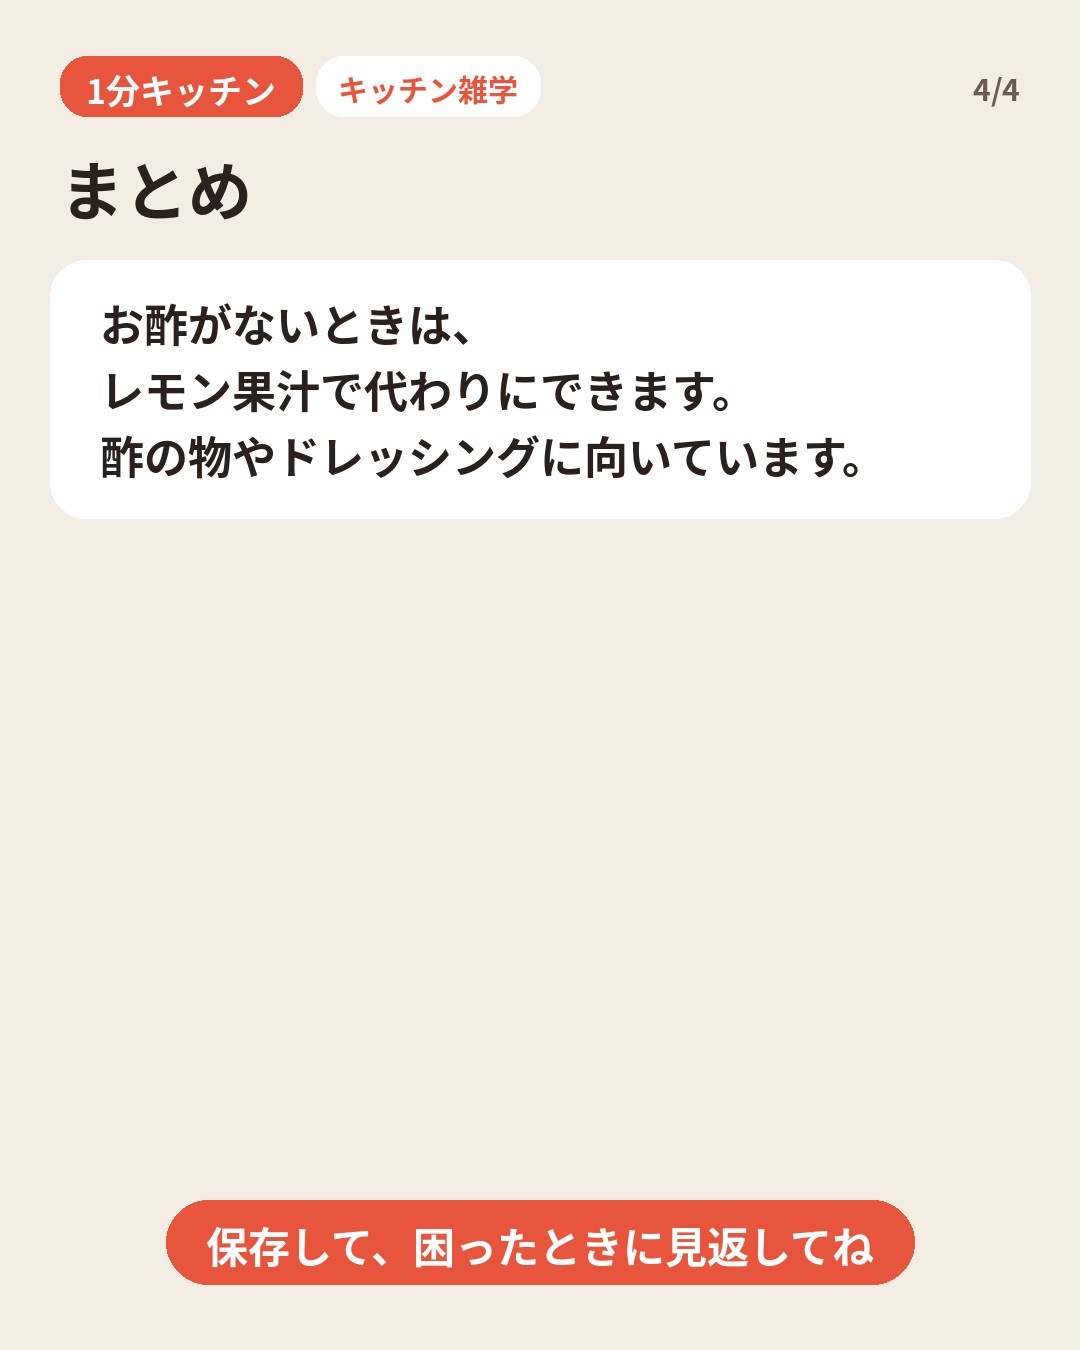 1分キッチン キッチン雑学 4/4
まとめ
お酢がないときは、
レモン果汁で代わりにできます。
酢の物やドレッシングに向いています。
保存して、困ったときに見返してね